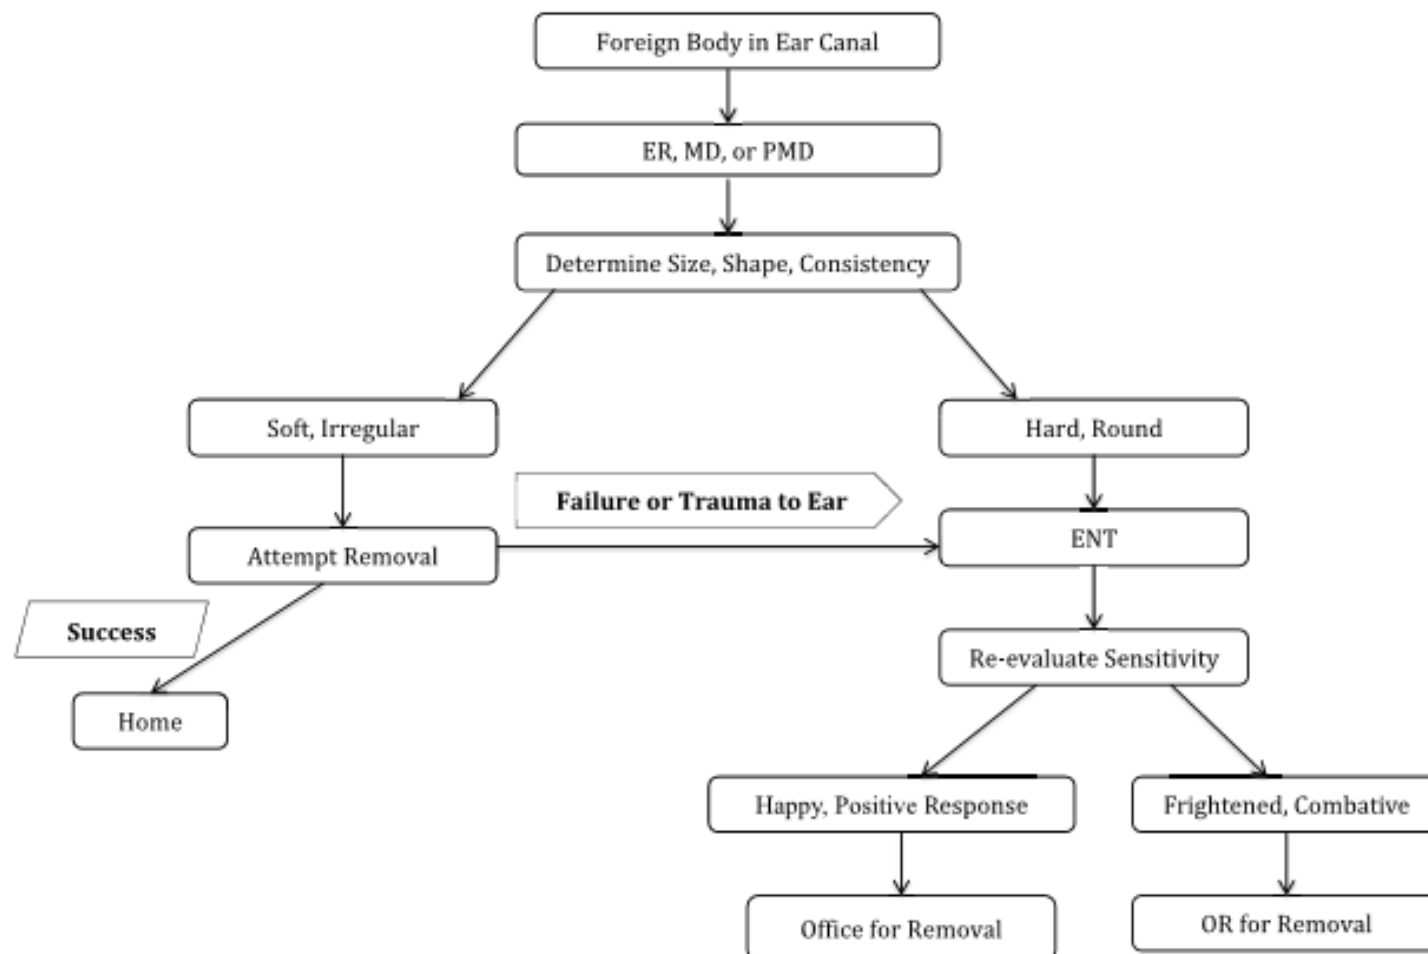 Foreign Body in Ear Canal
ER, MD, or PMD
Determine Size, Shape, Consistency
Soft, Irregular
Hard, Round
Failure or Trauma to Ear
Attempt Removal
ENT
Success
Re-evaluate Sensitivity
Home
Happy, Positive Response
Frightened, Combative
Office for Removal
OR for Removal